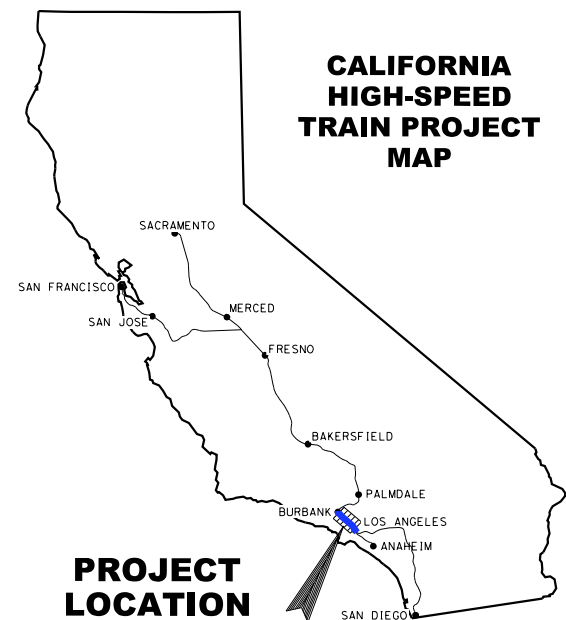 CALIFORNIA
HIGH-SPEED
TRAIN PROJECT
MAP
SACRAMENTO
SAN FRANCISCO
MERCED
SAN JOSE
FRESNO
BAKERSFIELD
PALMDALE
BURBANK
LOS ANGELES
ANAHEIM
PROJECT
LOCATION
SAN DIEGO